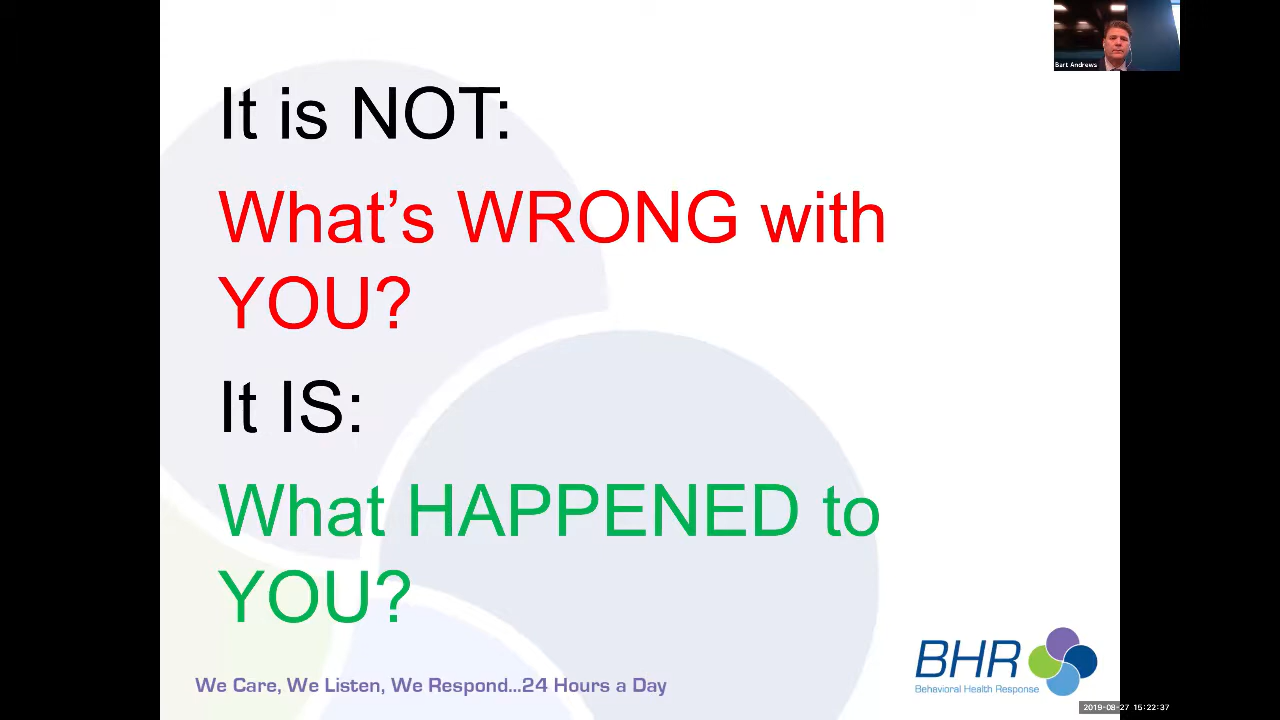 Bart Andrews
It is NOT:
What's WRONG with
YOU?
It IS:
What HAPPENED to
YOU?
We Care, We Listen, We Respond...24 Hours a Day
BHR
Behavioral Health Response
2019-08-27 15:22:37